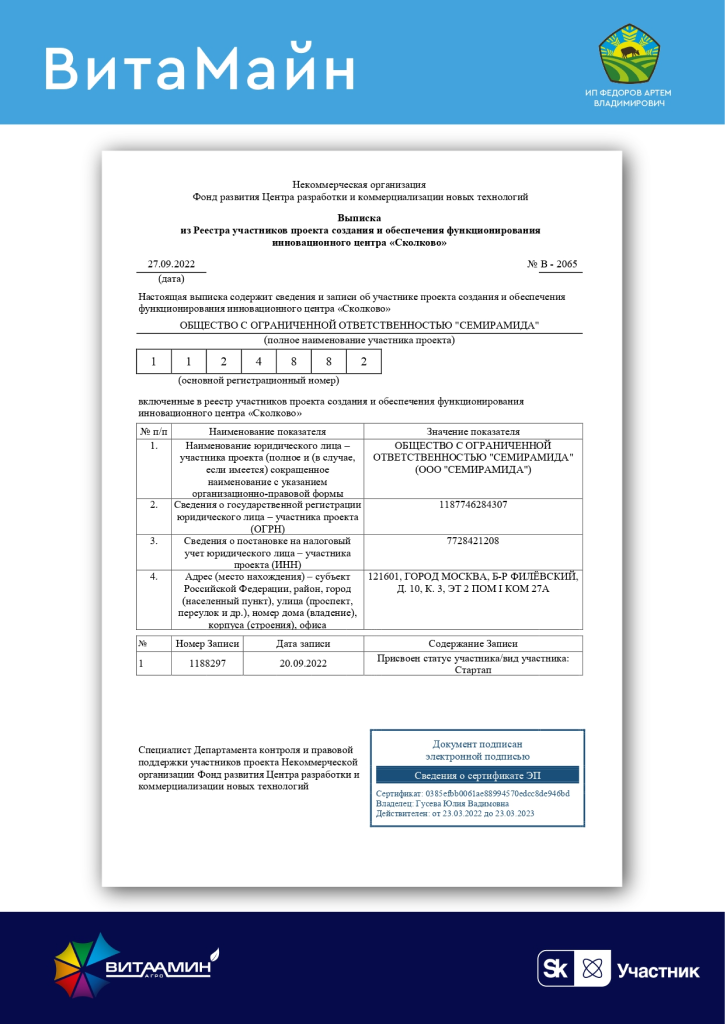 ВитаМайн
ИП ФЕДОРОВ АРТЕМ
ВЛАДИМИРОВИЧ
Некоммерческая организация
Фонд развития Центра разработки и коммерциализации новых технологий
Выписка
из Реестра участников проекта создания и обеспечения функционирования
инновационного центра «Сколково»
27.09.2022 № В - 2065
(дата)
Настоящая выписка содержит сведения и записи об участнике проекта создания и обеспечения
функционирования инновационного центра «Сколково»
ОБЩЕСТВО С ОГРАНИЧЕННОЙ ОТВЕТСТВЕННОСТЬЮ "СЕМИРАМИДА"
(полное наименование участника проекта)
1 1 2 4 8 8 2
(основной регистрационный номер)
включенные в реестр участников проекта создания и обеспечения функционирования
инновационного центра «Сколково»
№ п/п Наименование показателя Значение показателя
1. Наименование юридического лица – ОБЩЕСТВО С ОГРАНИЧЕННОЙ
участника проекта (полное и (в случае, ОТВЕТСТВЕННОСТЬЮ "СЕМИРАМИДА"
если имеется) сокращенное (ООО "СЕМИРАМИДА")
наименование с указанием
организационно-правовой формы
2. Сведения о государственной регистрации 1187746284307
юридического лица – участника проекта
(ОГРН)
3. Сведения о постановке на налоговый 7728421208
учет юридического лица – участника
проекта (ИНН)
4. Адрес (место нахождения) – субъект 121601, ГОРОД МОСКВА, Б-Р ФИЛЁВСКИЙ,
Российской Федерации, район, город Д. 10, К. 3, ЭТ 2 ПОМ I КОМ 27А
(населенный пункт), улица (проспект,
переулок и др.), номер дома (владение),
корпуса (строения), офиса
№ Номер Записи Дата записи Содержание Записи
1 1188297 20.09.2022 Присвоен статус участника/вид участника:
Стартап
Специалист Департамента контроля и правовой
поддержки участников проекта Некоммерческой
организации Фонд развития Центра разработки и
коммерциализации новых технологий
Документ подписан
электронной подписью
Сведения о сертификате ЭП
Сертификат: 0385efbb0061ae88994570edcc8de946bd
Владелец: Гусева Юлия Вадимовна
Действителен: от 23.03.2022 до 23.03.2023
ВИТААМИН
АГРО
Sk Участник